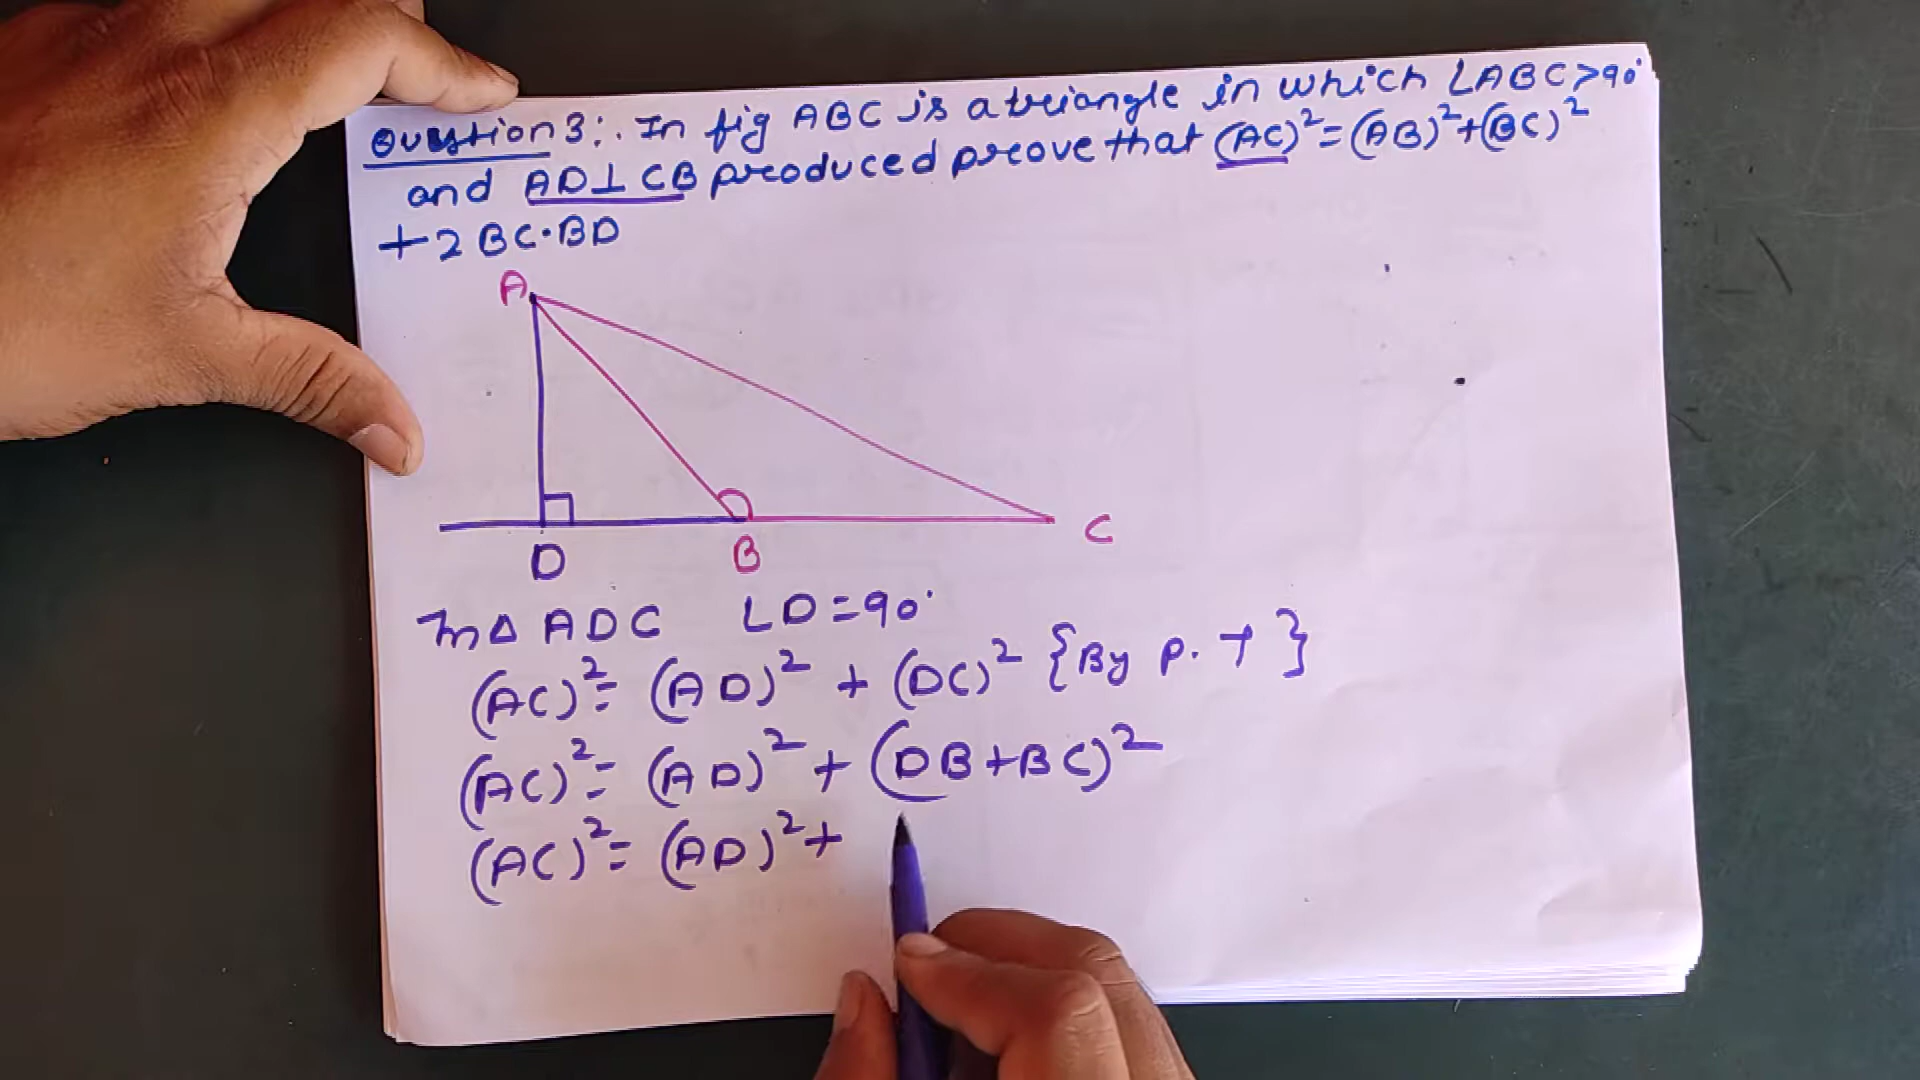 Question 3:. In fig ABC is a triangle in which ∠ABC>90°
and AD⊥CB produced prove that (AC)²=(AB)²+(BC)²
+2BC·BD
A
D
B
C
In△ ADC ∠D=90°
(AC)²= (AD)² + (DC)² {By P. T}
(AC)²= (AD)² + (DB+BC)²
(AC)²= (AD)²+